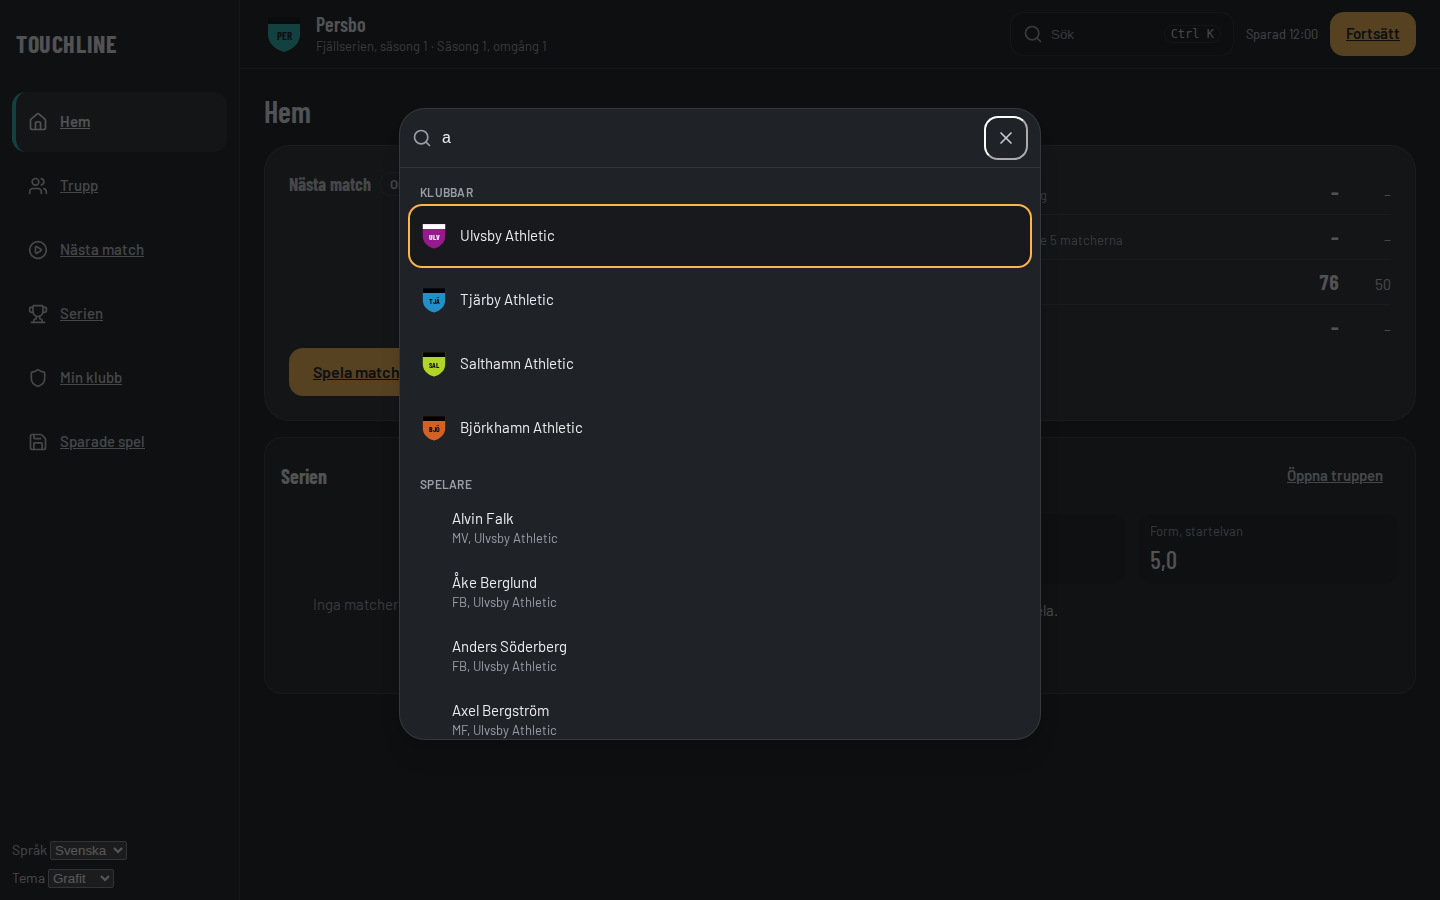 TOUCHLINE
Hem
Trupp
Nästa match
Serien
Min klubb
Sparade spel
Språk Svenska
Tema Grafit
PER
Persbo
Fjällserien, säsong 1 · Säsong 1, omgång 1
Sök Ctrl K
Sparad 12:00
Fortsätt
Hem
Nästa match
Spela match
– –
e 5 matcherna – –
76 50
– –
Serien
Inga matcher
Öppna truppen
Form, startelvan
5,0
a
KLUBBAR
ULV Ulvsby Athletic
TJÄ Tjärby Athletic
SAL Salthamn Athletic
BJÖ Björkhamn Athletic
SPELARE
Alvin Falk
MV, Ulvsby Athletic
Åke Berglund
FB, Ulvsby Athletic
Anders Söderberg
FB, Ulvsby Athletic
Axel Bergström
MF, Ulvsby Athletic